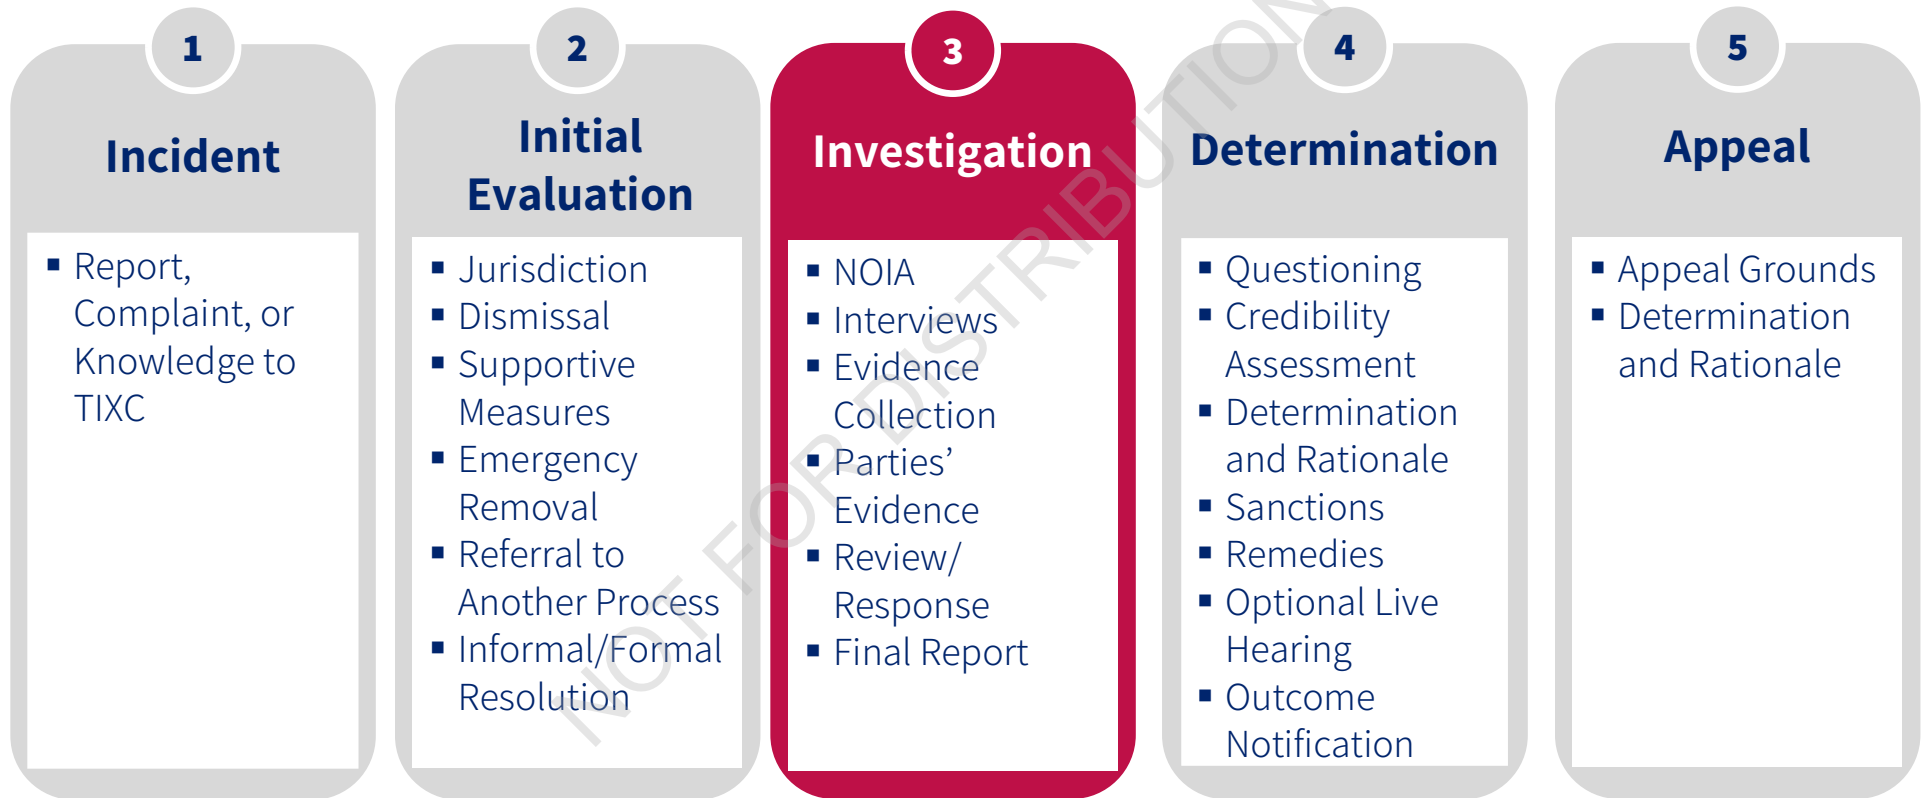 1
Incident
▪ Report,
Complaint, or
Knowledge to
TIXC
2
Initial
Evaluation
▪ Jurisdiction
▪ Dismissal
▪ Supportive
Measures
▪ Emergency
Removal
▪ Referral to
Another Process
▪ Informal/Formal
Resolution
3
Investigation
▪ NOIA
▪ Interviews
▪ Evidence
Collection
▪ Parties’
Evidence
▪ Review/
Response
▪ Final Report
4
Determination
▪ Questioning
▪ Credibility
Assessment
▪ Determination
and Rationale
▪ Sanctions
▪ Remedies
▪ Optional Live
Hearing
▪ Outcome
Notification
5
Appeal
▪ Appeal Grounds
▪ Determination
and Rationale
NOT FOR DISTRIBUTION